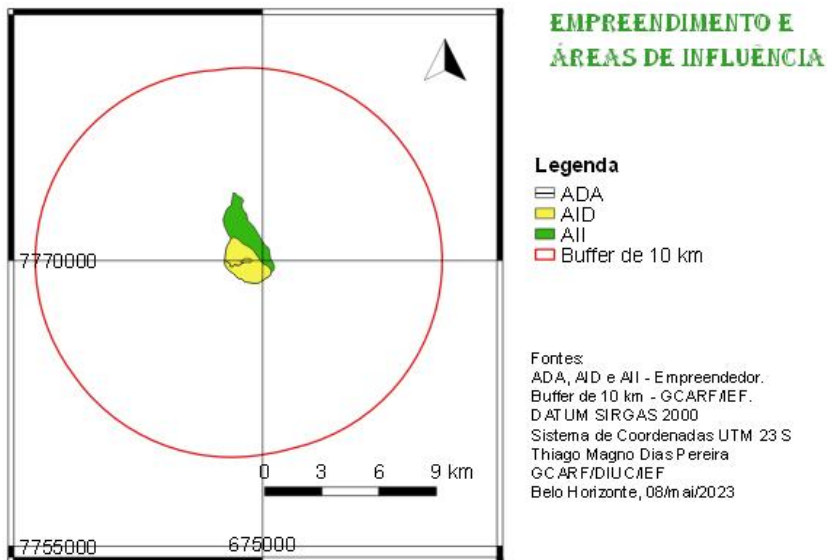 EMPREENDIMENTO E
ÁREAS DE INFLUÊNCIA
Legenda
ADA
AID
AII
Buffer de 10 km
7770000
0 3 6 9 km
7755000
675000
Fontes:
ADA, AID e AII - Empreendedor.
Buffer de 10 km - GCARF/IEF.
DATUM SIRGAS 2000
Sistema de Coordenadas UTM 23 S
Thiago Magno Dias Pereira
GCARF/DIUC/IEF
Belo Horizonte, 08/mai/2023